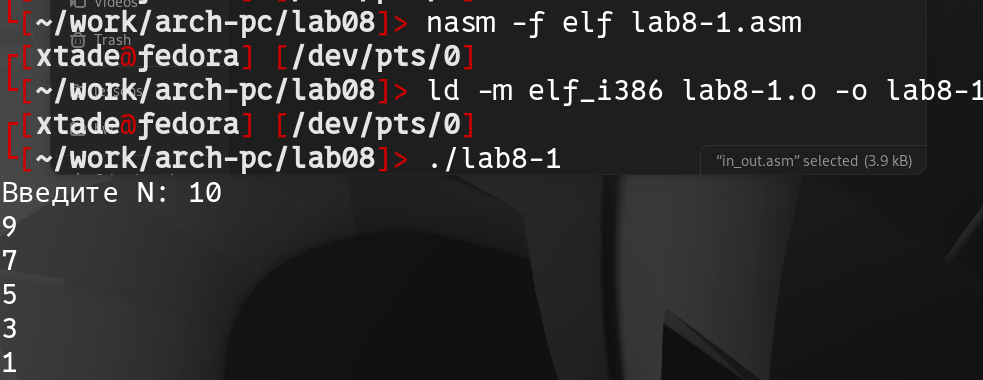 Videos
[~/work/arch-pc/lab08]> nasm -f elf lab8-1.asm
Trash
[xtade@fedora] [/dev/pts/0]
[~/work/arch-pc/lab08]> ld -m elf_i386 lab8-1.o -o lab8-1
[xtade@fedora] [/dev/pts/0]
[~/work/arch-pc/lab08]> ./lab8-1
"in_out.asm" selected (3.9 kB)
Введите N: 10
9
7
5
3
1